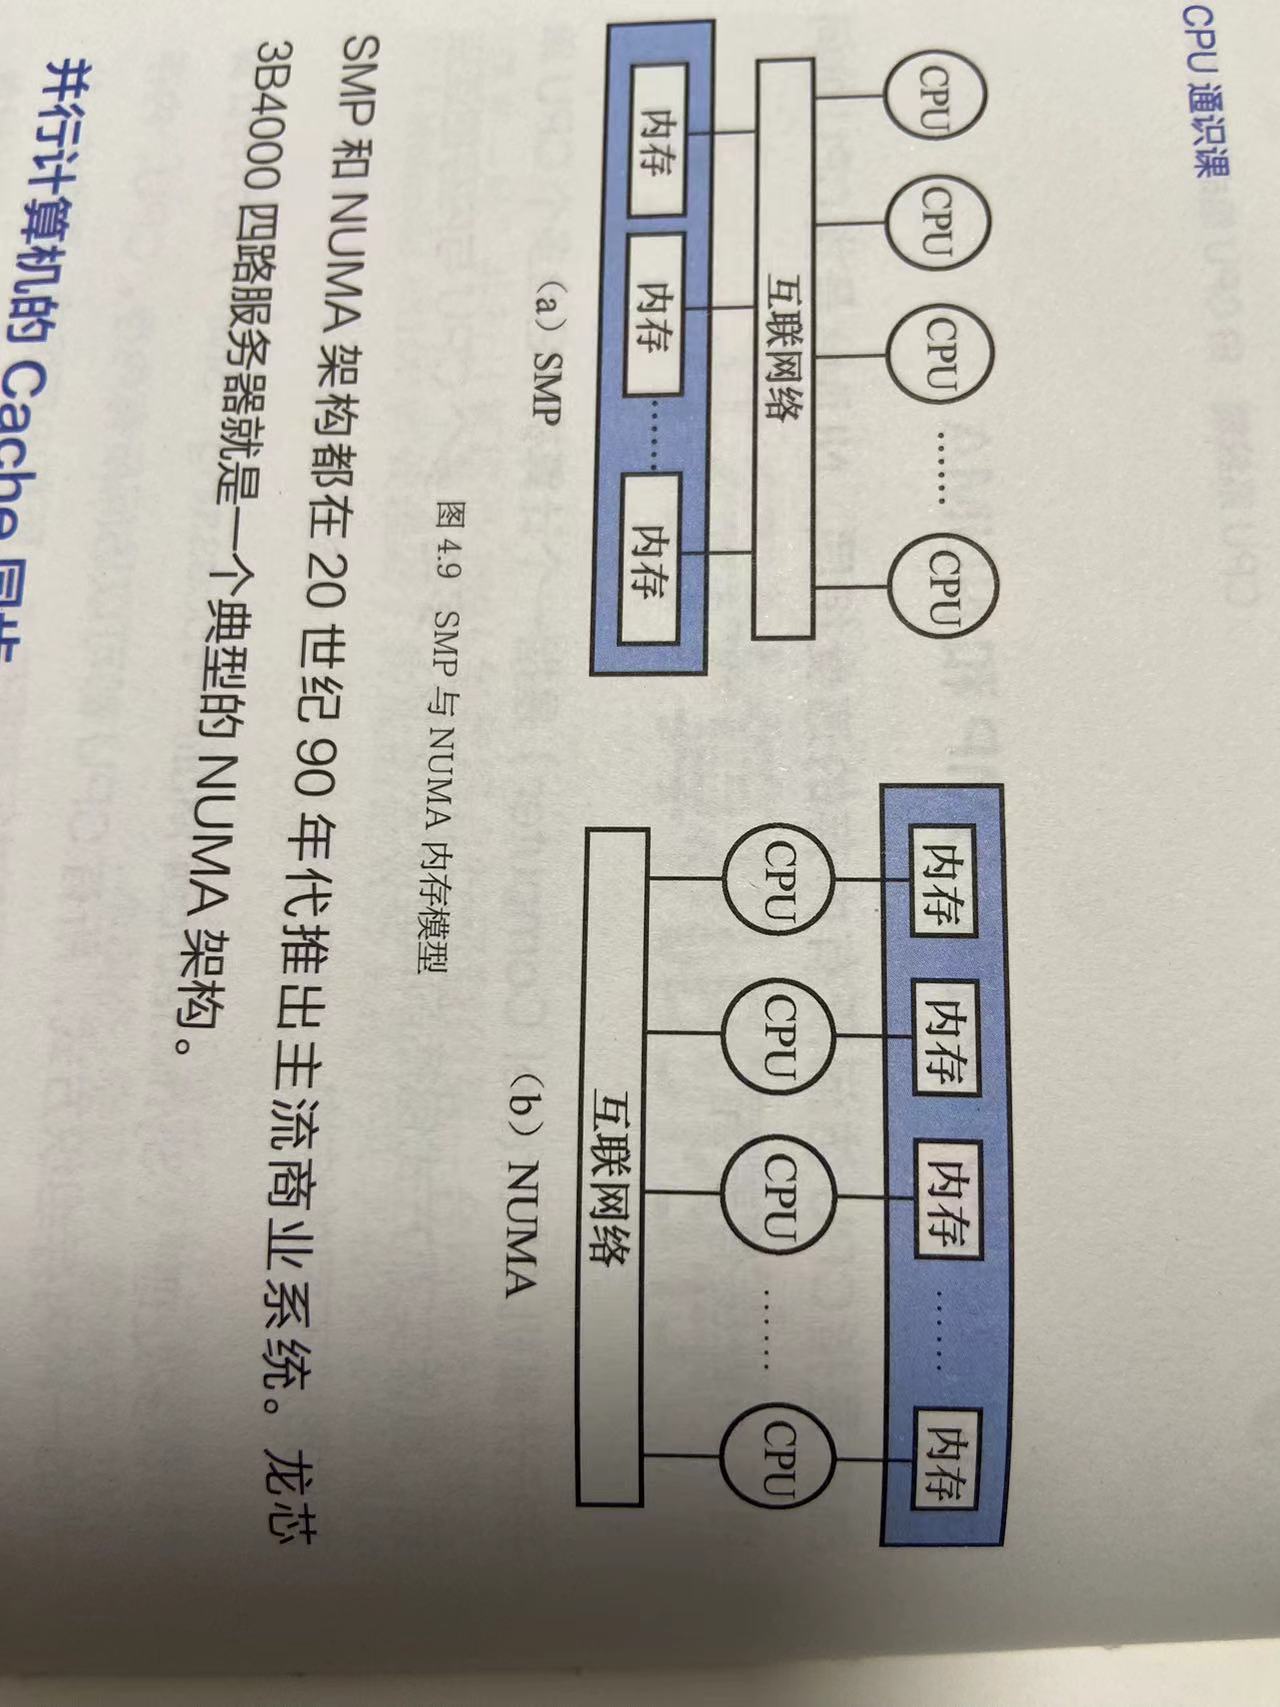 CPU 通识课
CPU CPU CPU …… CPU
互联网络
内存 内存 …… 内存
(a) SMP
内存 内存 内存 …… 内存
CPU CPU CPU …… CPU
互联网络
(b) NUMA
图 4.9 SMP 与 NUMA 内存模型
SMP 和 NUMA 架构都在 20 世纪 90 年代推出主流商业系统。龙芯
3B4000 四路服务器就是一个典型的 NUMA 架构。
并行计算机的 Cache 同步